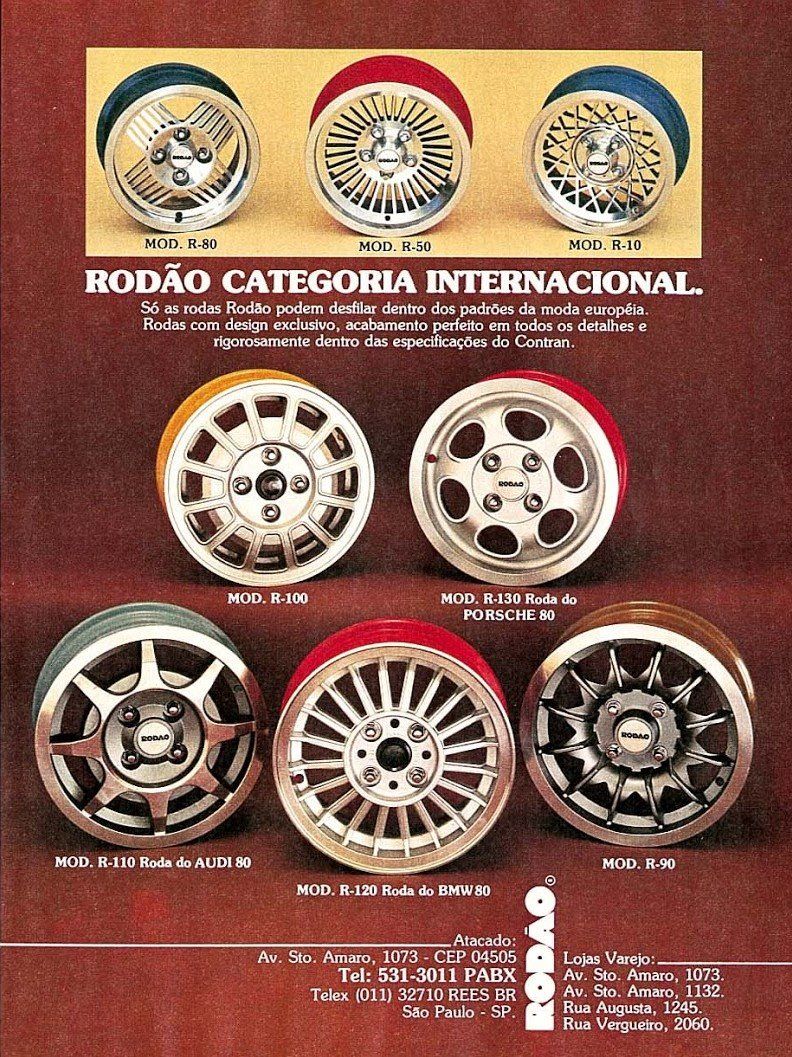 RODÃO
RODÃO
RODÃO
MOD. R-80
MOD. R-50
MOD. R-10
RODÃO CATEGORIA INTERNACIONAL.
Só as rodas Rodão podem desfilar dentro dos padrões da moda européia.
Rodas com design exclusivo, acabamento perfeito em todos os detalhes e
rigorosamente dentro das especificações do Contran.
RODÃO
MOD. R-100
MOD. R-130 Roda do
PORSCHE 80
RODÃO
RODÃO
MOD. R-110 Roda do AUDI 80
MOD. R-120 Roda do BMW 80
MOD. R-90
RODÃO®
Atacado:
Av. Sto. Amaro, 1073 - CEP 04505
Tel: 531-3011 PABX
Telex (011) 32710 REES BR
São Paulo - SP.
Lojas Varejo:
Av. Sto. Amaro, 1073.
Av. Sto. Amaro, 1132.
Rua Augusta, 1245.
Rua Vergueiro, 2060.